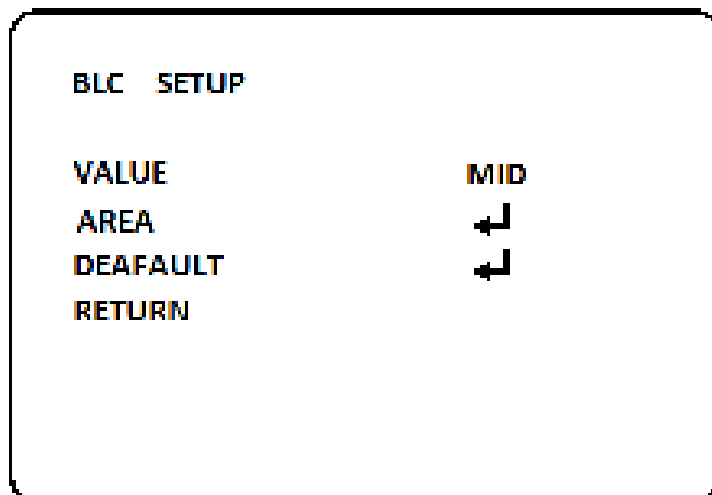 BLC SETUP
VALUE MID
AREA ↵
DEAFAULT ↵
RETURN